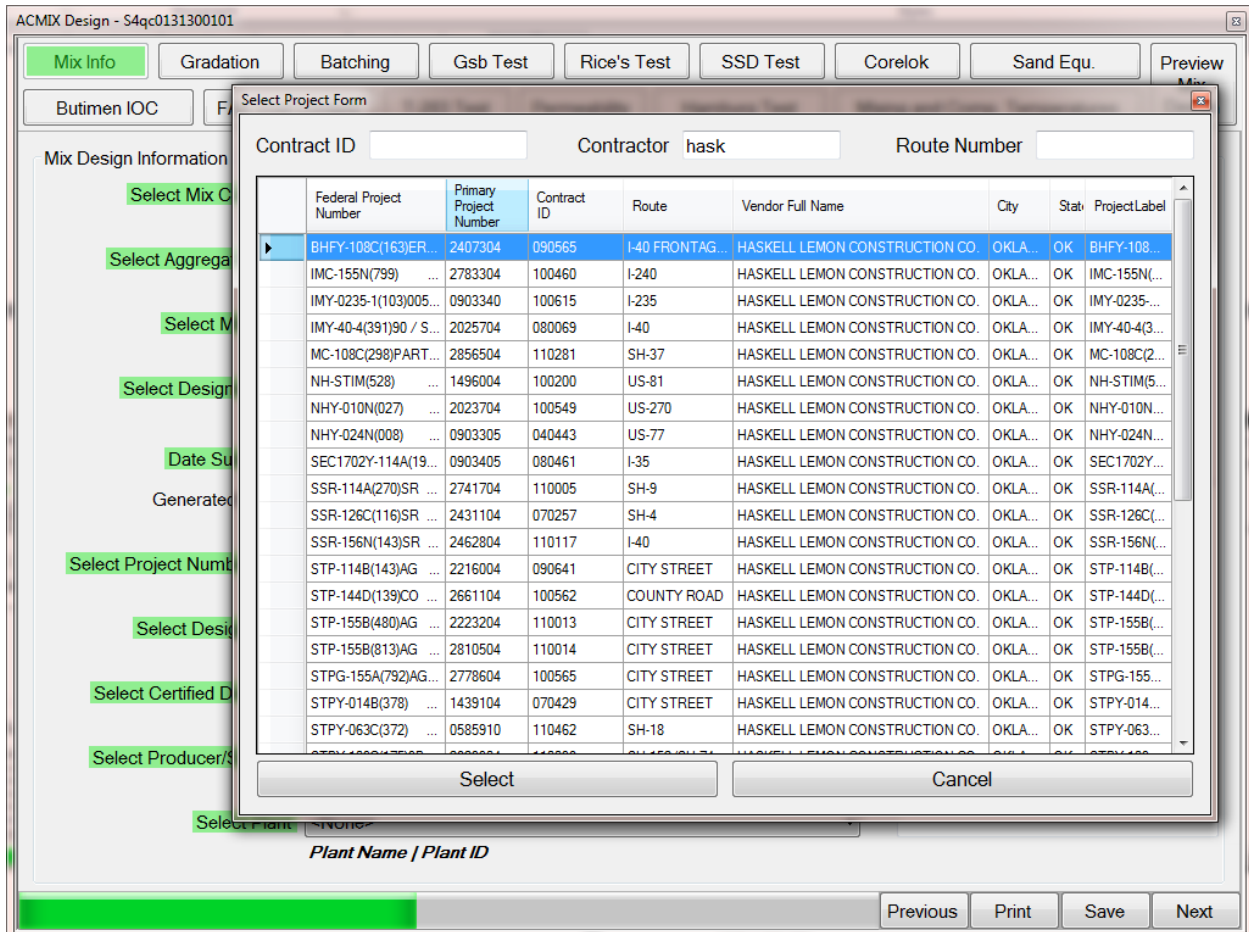 ACMIX Design - S4qc0131300101
Mix Info Gradation Batching Gsb Test Rice's Test SSD Test Corelok Sand Equ. Preview
Butimen IOC
Select Project Form
Contract ID Contractor hask Route Number
Mix Design Information
Select Mix
Select
Select
Select Design
Date
Generated
Select Project
Select
Select Certified
Select
Select Plant <None>
Plant Name / Plant ID
Federal Project Number Primary Project Number Contract ID Route Vendor Full Name City Stat ProjectLabel
BHFY-108C(163)ER... 2407304 090565 I-40 FRONTAG... HASKELL LEMON CONSTRUCTION CO. OKLA... OK BHFY-108...
IMC-155N(799) ... 2783304 100460 I-240 HASKELL LEMON CONSTRUCTION CO. OKLA... OK IMC-155N(...
IMY-0235-1(103)005... 0903340 100615 I-235 HASKELL LEMON CONSTRUCTION CO. OKLA... OK IMY-0235-...
IMY-40-4(391)90 / S... 2025704 080069 I-40 HASKELL LEMON CONSTRUCTION CO. OKLA... OK IMY-40-4(3...
MC-108C(298)PART... 2856504 110281 SH-37 HASKELL LEMON CONSTRUCTION CO. OKLA... OK MC-108C(2...
NH-STIM(528) ... 1496004 100200 US-81 HASKELL LEMON CONSTRUCTION CO. OKLA... OK NH-STIM(5...
NHY-010N(027) ... 2023704 100549 US-270 HASKELL LEMON CONSTRUCTION CO. OKLA... OK NHY-010N...
NHY-024N(008) ... 0903305 040443 US-77 HASKELL LEMON CONSTRUCTION CO. OKLA... OK NHY-024N...
SEC1702Y-114A(19... 0903405 080461 I-35 HASKELL LEMON CONSTRUCTION CO. OKLA... OK SEC1702Y...
SSR-114A(270)SR ... 2741704 110005 SH-9 HASKELL LEMON CONSTRUCTION CO. OKLA... OK SSR-114A(...
SSR-126C(116)SR ... 2431104 070257 SH-4 HASKELL LEMON CONSTRUCTION CO. OKLA... OK SSR-126C(...
SSR-156N(143)SR ... 2462804 110117 I-40 HASKELL LEMON CONSTRUCTION CO. OKLA... OK SSR-156N(...
STP-114B(143)AG ... 2216004 090641 CITY STREET HASKELL LEMON CONSTRUCTION CO. OKLA... OK STP-114B(...
STP-144D(139)CO ... 2661104 100562 COUNTY ROAD HASKELL LEMON CONSTRUCTION CO. OKLA... OK STP-144D(...
STP-155B(480)AG ... 2223204 110013 CITY STREET HASKELL LEMON CONSTRUCTION CO. OKLA... OK STP-155B(...
STP-155B(813)AG ... 2810504 110014 CITY STREET HASKELL LEMON CONSTRUCTION CO. OKLA... OK STP-155B(...
STPG-155A(792)AG... 2778604 100565 CITY STREET HASKELL LEMON CONSTRUCTION CO. OKLA... OK STPG-155...
STPY-014B(378) ... 1439104 070429 CITY STREET HASKELL LEMON CONSTRUCTION CO. OKLA... OK STPY-014...
STPY-063C(372) ... 0585910 110462 SH-18 HASKELL LEMON CONSTRUCTION CO. OKLA... OK STPY-063...
Select Cancel
Previous Print Save Next